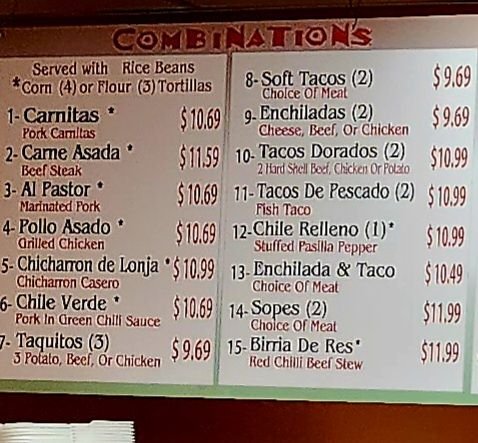 COMBINATIONS
Served with Rice Beans
*Corn (4) or Flour (3) Tortillas
1- Carnitas * $10.69
Pork Carnitas
2- Carne Asada * $11.59
Beef Steak
3- Al Pastor * $10.69
Marinated Pork
4- Pollo Asado * $10.69
Grilled Chicken
5- Chicharron de Lonja * $10.99
Chicharron Casero
6- Chile Verde * $10.69
Pork In Green Chili Sauce
7- Taquitos (3) $9.69
3 Potato, Beef, Or Chicken
8- Soft Tacos (2) $9.69
Choice Of Meat
9- Enchiladas (2) $9.69
Cheese, Beef, Or Chicken
10- Tacos Dorados (2) $10.99
2 Hard Shell Beef, Chicken Or Potato
11- Tacos De Pescado (2) $10.99
Fish Taco
12- Chile Relleno (1)* $10.99
Stuffed Pasilla Pepper
13- Enchilada & Taco $10.49
Choice Of Meat
14- Sopes (2) $11.99
Choice Of Meat
15- Birria De Res* $11.99
Red Chilli Beef Stew